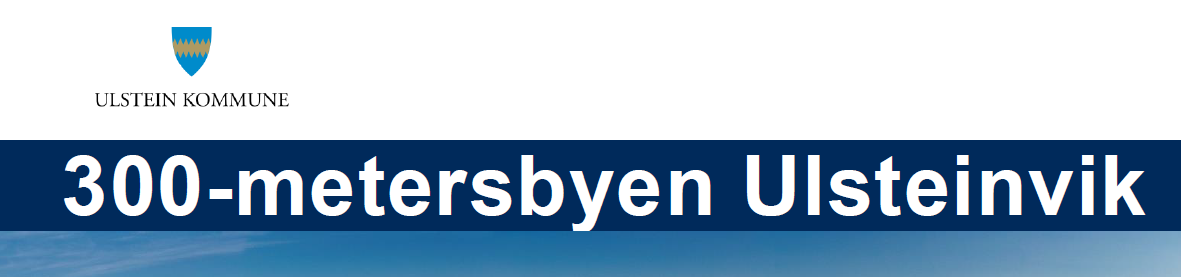 ULSTEIN KOMMUNE
300-metersbyen Ulsteinvik